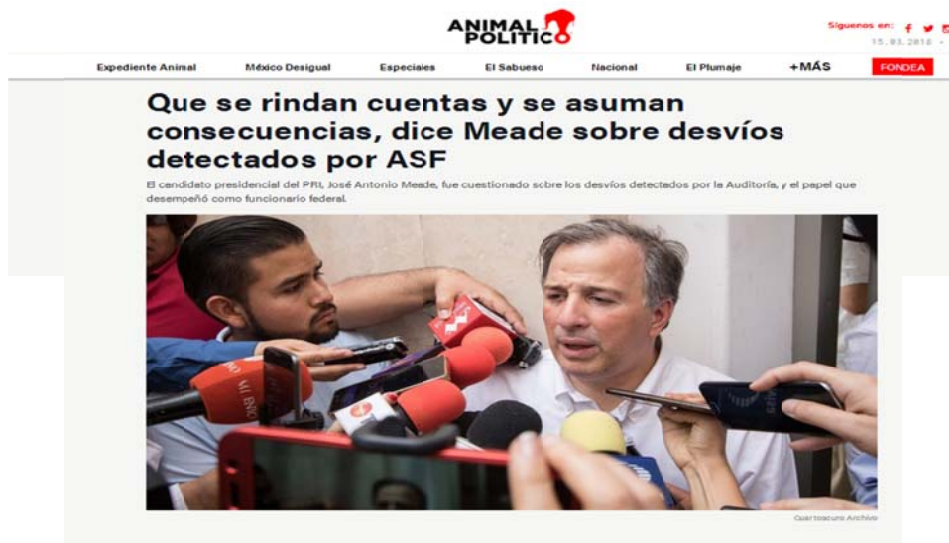 ANIMAL
POLITICO
Síguenos en:
15.03.2018
Expediente Animal México Desigual Especiales El Sabueso Nacional El Plumaje +MÁS FONDEA
Que se rindan cuentas y se asuman
consecuencias, dice Meade sobre desvíos
detectados por ASF
El candidato presidencial del PRI, José Antonio Meade, fue cuestionado sobre los desvíos detectados por la Auditoría, y el papel que
desempeñó como funcionario federal.
Cuartoscuro Archivo